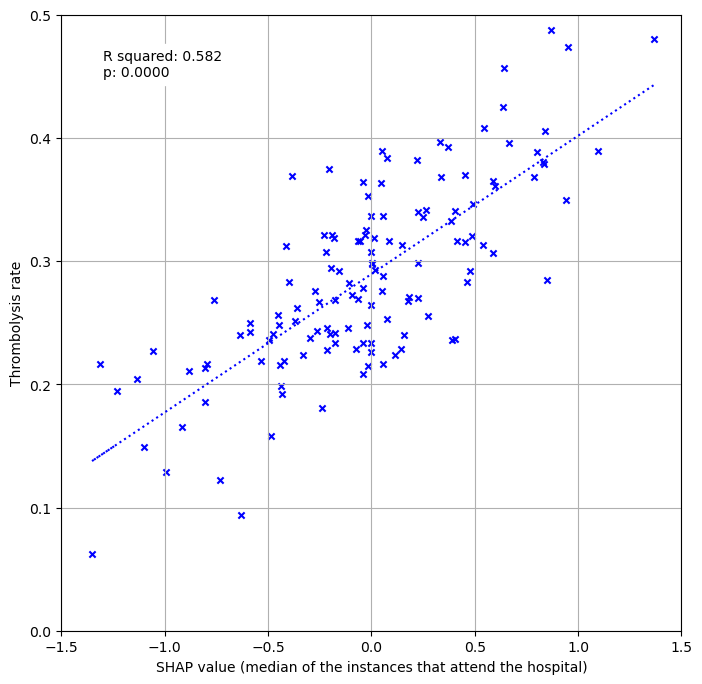 R squared: 0.582
p: 0.0000
Thrombolysis rate
0.5
0.4
0.3
0.2
0.1
0.0
−1.5 −1.0 −0.5 0.0 0.5 1.0 1.5
SHAP value (median of the instances that attend the hospital)